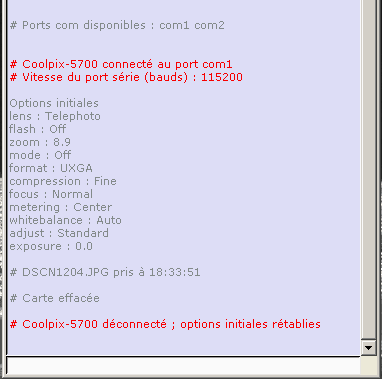 # Ports com disponibles : com1 com2
# Coolpix-5700 connecté au port com1
# Vitesse du port série (bauds) : 115200
Options initiales
lens : Telephoto
flash : Off
zoom : 8.9
mode : Off
format : UXGA
compression : Fine
focus : Normal
metering : Center
whitebalance : Auto
adjust : Standard
exposure : 0.0
# DSCN1204.JPG pris à 18:33:51
# Carte effacée
# Coolpix-5700 déconnecté ; options initiales rétablies